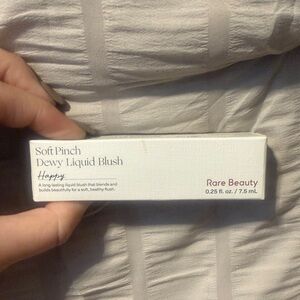 Soft Pinch
Dewy Liquid Blush
Happy
A long-lasting liquid blush that blends and
builds beautifully for a soft, healthy flush.
Rare Beauty
0.25 fl. oz. / 7.5 mL